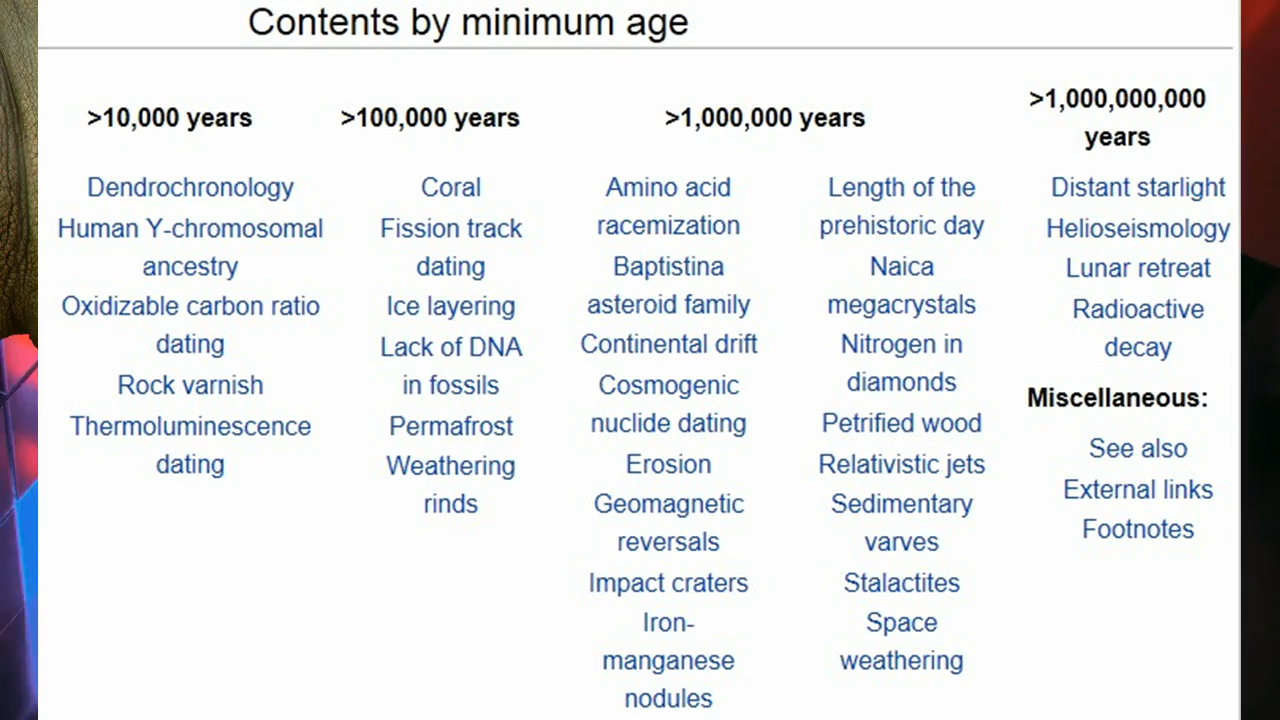 Contents by minimum age
>10,000 years
Dendrochronology
Human Y-chromosomal
ancestry
Oxidizable carbon ratio
dating
Rock varnish
Thermoluminescence
dating
>100,000 years
Coral
Fission track
dating
Ice layering
Lack of DNA
in fossils
Permafrost
Weathering
rinds
>1,000,000 years
Amino acid
racemization
Baptistina
asteroid family
Continental drift
Cosmogenic
nuclide dating
Erosion
Geomagnetic
reversals
Impact craters
Iron-
manganese
nodules
Length of the
prehistoric day
Naica
megacrystals
Nitrogen in
diamonds
Petrified wood
Relativistic jets
Sedimentary
varves
Stalactites
Space
weathering
>1,000,000,000
years
Distant starlight
Helioseismology
Lunar retreat
Radioactive
decay
Miscellaneous:
See also
External links
Footnotes